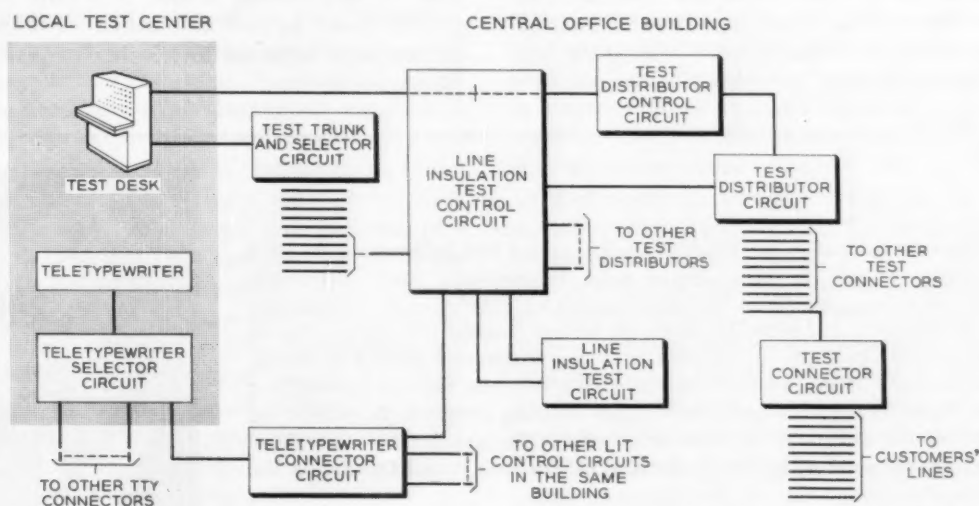 LOCAL TEST CENTER
CENTRAL OFFICE BUILDING
TEST DESK
TEST TRUNK
AND SELECTOR
CIRCUIT
LINE
INSULATION
TEST
CONTROL
CIRCUIT
TEST
DISTRIBUTOR
CONTROL
CIRCUIT
TEST
DISTRIBUTOR
CIRCUIT
TO OTHER
TEST
DISTRIBUTORS
TO OTHER
TEST
CONNECTORS
TELETYPEWRITER
TELETYPEWRITER
SELECTOR
CIRCUIT
LINE
INSULATION
TEST
CIRCUIT
TEST
CONNECTOR
CIRCUIT
TO OTHER TTY
CONNECTORS
TELETYPEWRITER
CONNECTOR
CIRCUIT
TO OTHER LIT
CONTROL CIRCUITS
IN THE SAME
BUILDING
TO
CUSTOMERS'
LINES